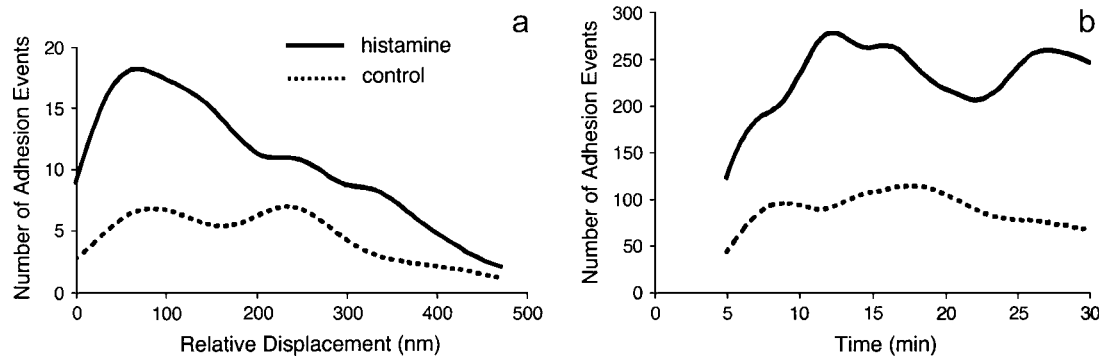 a
histamine
control
Number of Adhesion Events
20
15
10
5
0
0 100 200 300 400 500
Relative Displacement (nm)
b
Number of Adhesion Events
300
250
200
150
100
50
0
0 5 10 15 20 25 30
Time (min)